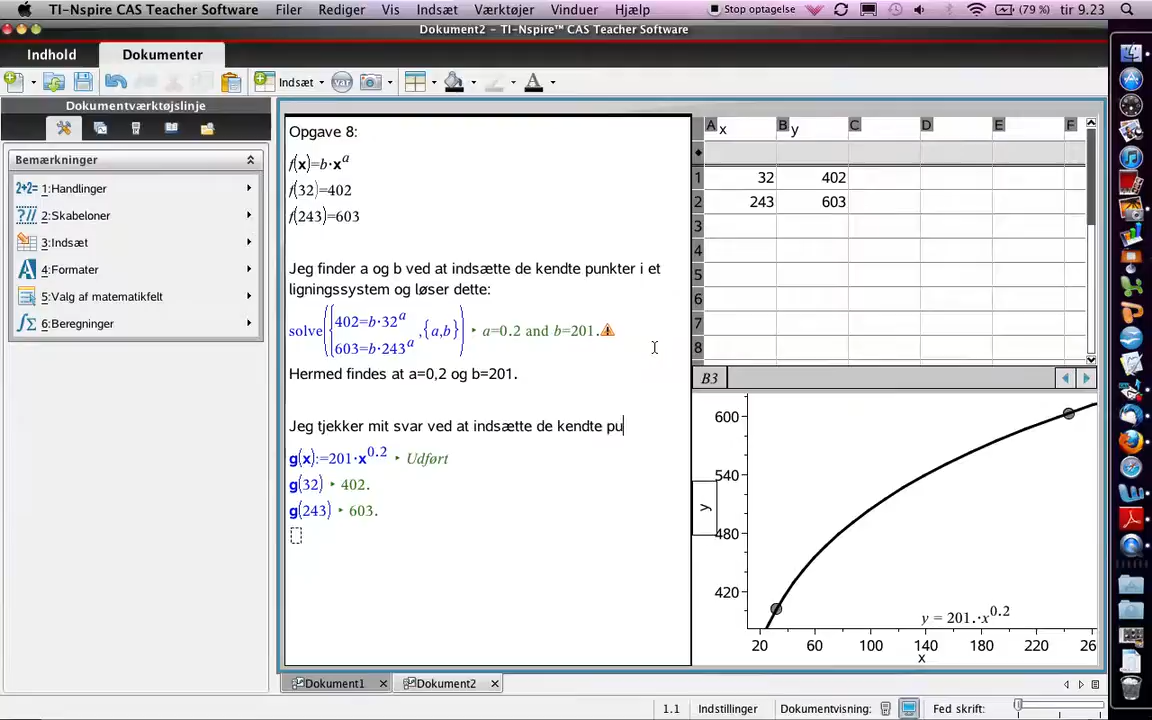 TI-Nspire CAS Teacher Software Filer Rediger Vis Indsæt Værktøjer Vinduer Hjælp Stop optagelse (79 %) tir 9.23
Dokument2 - TI-Nspire™ CAS Teacher Software
Indhold Dokumenter
Indsæt var A
Dokumentværktøjslinje
Bemærkninger
2+2= 1:Handlinger
?// 2:Skabeloner
3:Indsæt
A 4:Formater
5:Valg af matematikfelt
∫Σ 6:Beregninger
Opgave 8:
f(x)=b·x^a
f(32)=402
f(243)=603
Jeg finder a og b ved at indsætte de kendte punkter i et
ligningssystem og løser dette:
solve({402=b·32^a
603=b·243^a ,{a,b}) ▸ a=0.2 and b=201.
Hermed findes at a=0,2 og b=201.
Jeg tjekker mit svar ved at indsætte de kendte pu
g(x):=201·x^0.2 ▸ Udført
g(32) ▸ 402.
g(243) ▸ 603.
A x B y C D E F
◆
1 32 402
2 243 603
3
4
5
6
7
8
B3
600
540
480
420
y
y = 201.·x^0.2
20 60 100 140 180 220 26
x
Dokument1 Dokument2
1.1 Indstillinger Dokumentvisning: Fed skrift: